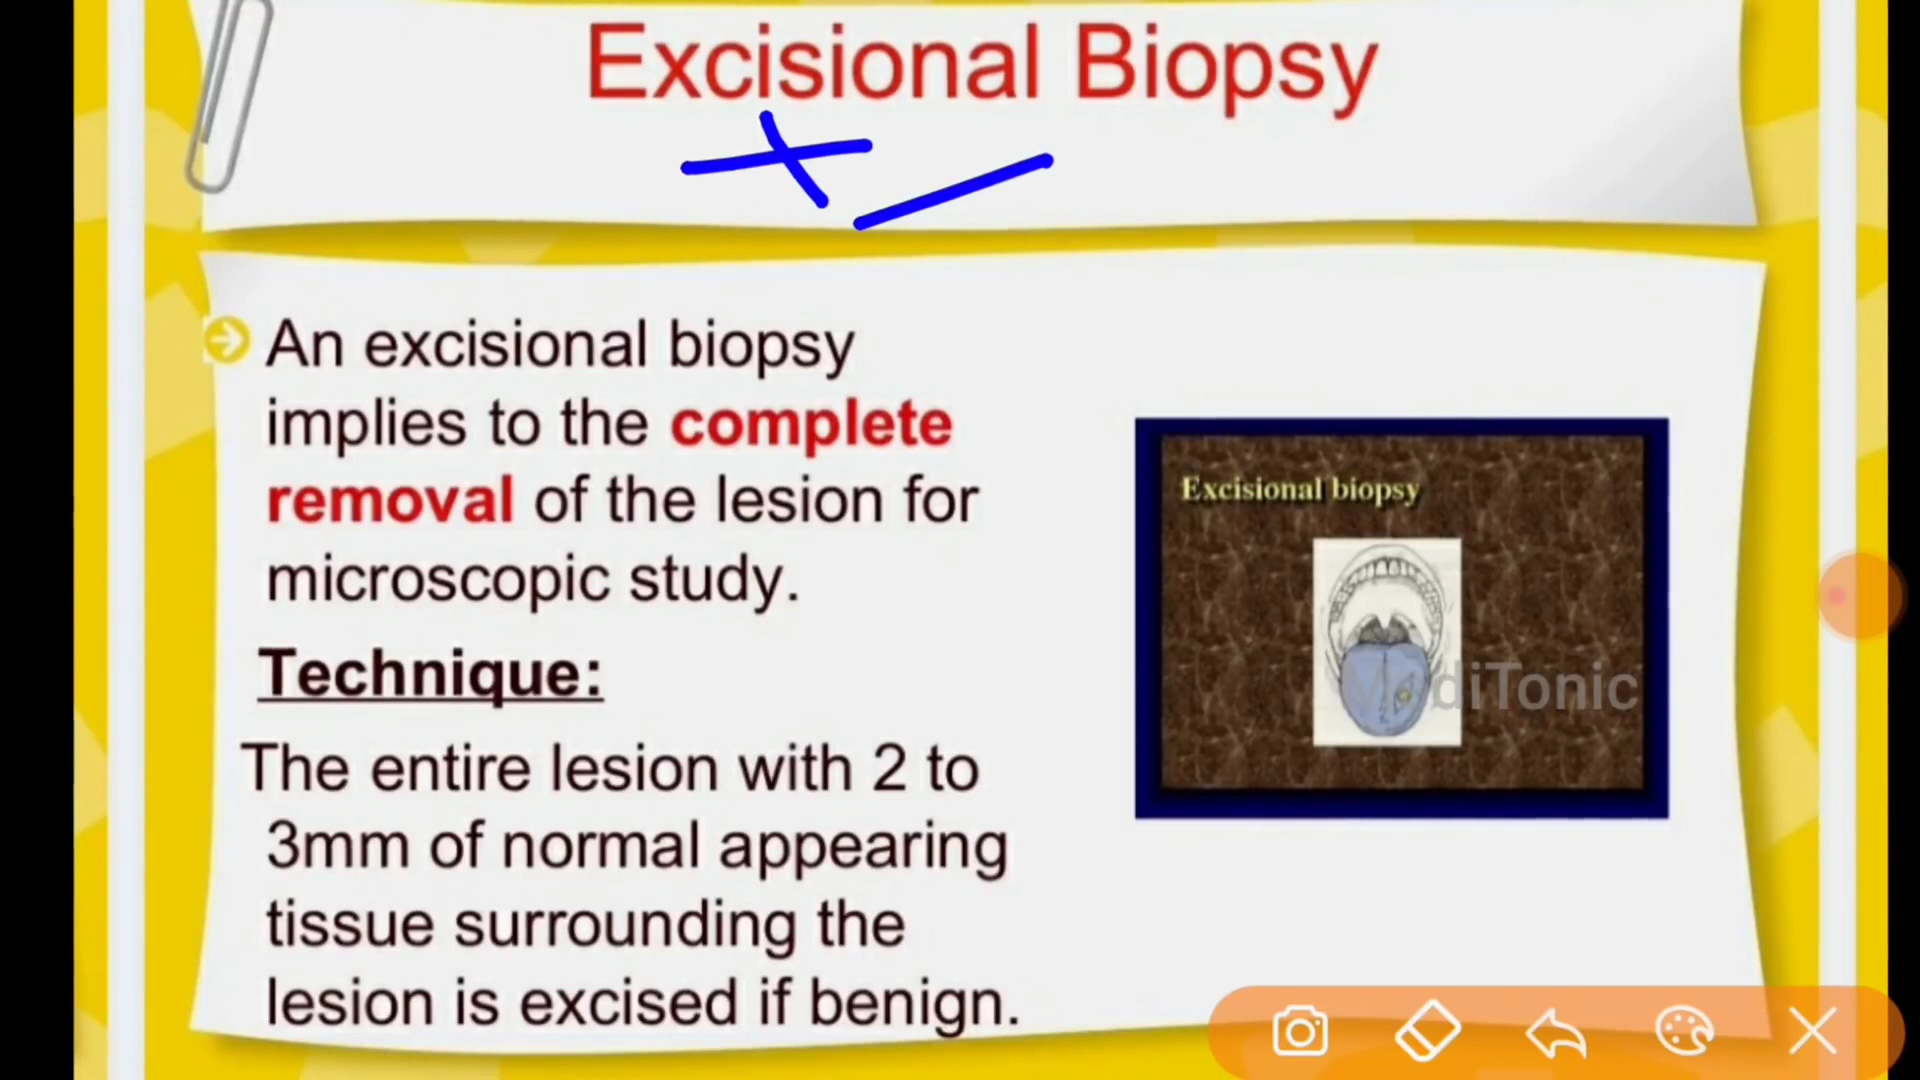 Excisional Biopsy
An excisional biopsy
implies to the complete
removal of the lesion for
microscopic study.
Technique:
The entire lesion with 2 to
3mm of normal appearing
tissue surrounding the
lesion is excised if benign.
Excisional biopsy
MediTonic